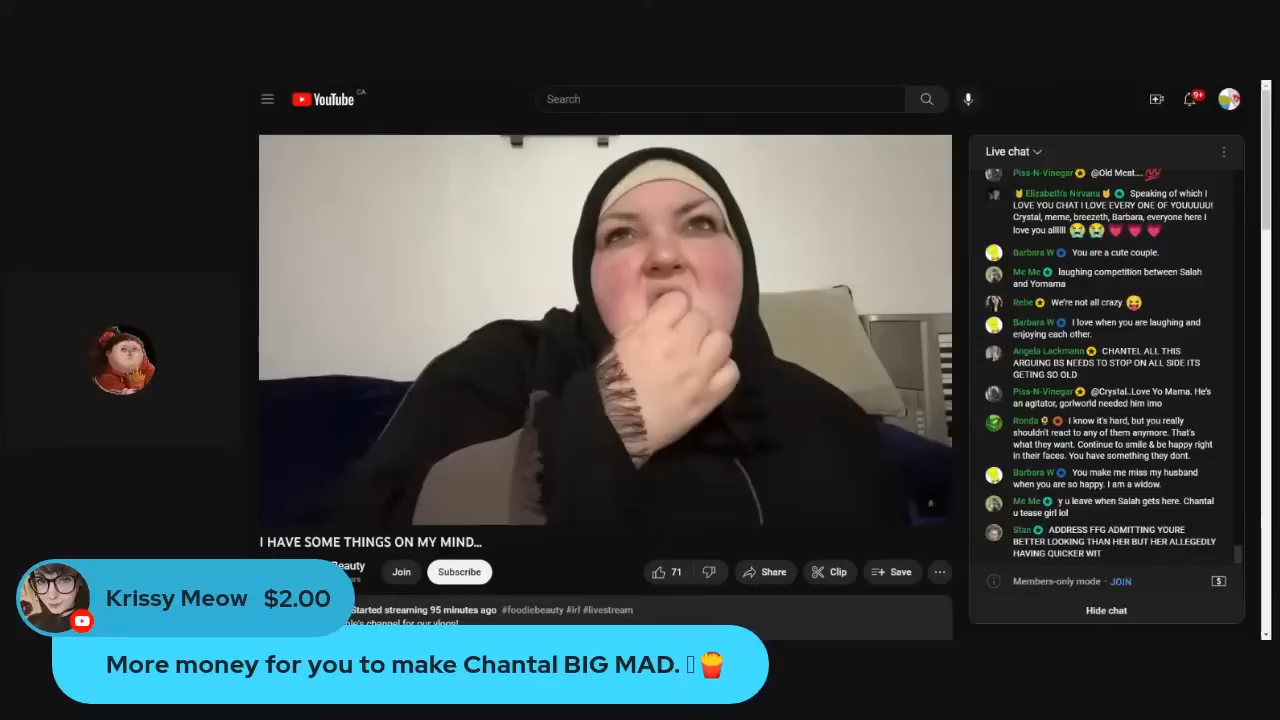 YouTube CA
Search
9+
Live chat
Piss-N-Vinegar @Old Meat.... 💯
🤘Elizabeth's Nirvana🤘 Speaking of which I
LOVE YOU CHAT I LOVE EVERY ONE OF YOUUUUU!
Crystal, meme, breezeth, Barbara, everyone here I
love you allllll 😭 😭 💗 💗 💗
Barbara W You are a cute couple.
Me Me laughing competition between Salah
and Yomama
Rebe We're not all crazy 😝
Barbara W I love when you are laughing and
enjoying each other.
Angela Lackmann CHANTEL ALL THIS
ARGUING BS NEEDS TO STOP ON ALL SIDE ITS
GETING SO OLD
Piss-N-Vinegar @Crystal..Love Yo Mama. He's
an agitator, gorlworld needed him imo
Ronda I know it's hard, but you really
shouldn't react to any of them anymore. That's
what they want. Continue to smile & be happy right
in their faces. You have something they dont.
Barbara W You make me miss my husband
when you are so happy. I am a widow.
Me Me y u leave when Salah gets here. Chantal
u tease girl lol
Stan ADDRESS FFG ADMITTING YOURE
BETTER LOOKING THAN HER BUT HER ALLEGEDLY
HAVING QUICKER WIT
Members-only mode - JOIN
Hide chat
I HAVE SOME THINGS ON MY MIND...
Beauty
Join
Subscribe
71
Share
Clip
Save
Started streaming 95 minutes ago #foodiebeauty #irl #livestream
channel for our vlogs!
Krissy Meow $2.00
More money for you to make Chantal BIG MAD. 🍟